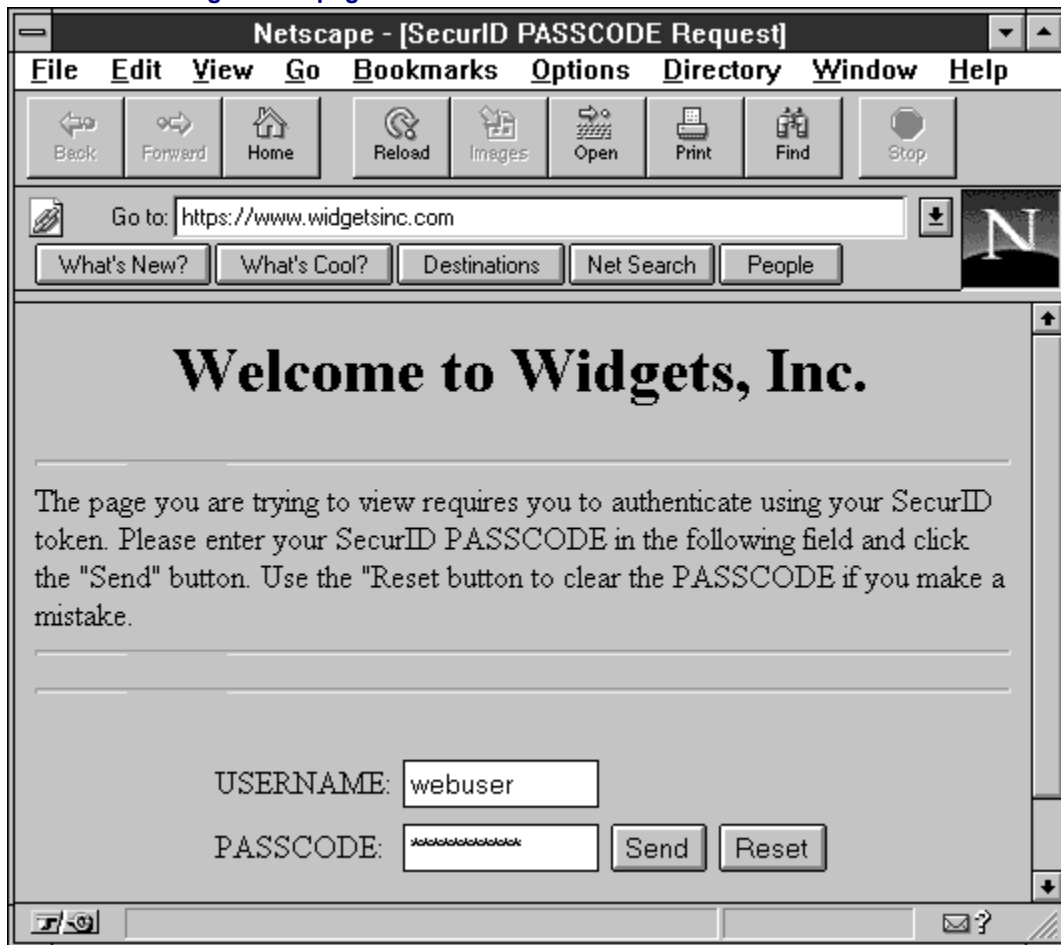 Netscape - [SecurID PASSCODE Request]
File Edit View Go Bookmarks Options Directory Window Help
Back Forward Home Reload Images Open Print Find Stop
Go to: https://www.widgetsinc.com
N
What's New? What's Cool? Destinations Net Search People
Welcome to Widgets, Inc.
The page you are trying to view requires you to authenticate using your SecurID
token. Please enter your SecurID PASSCODE in the following field and click
the "Send" button. Use the "Reset button to clear the PASSCODE if you make a
mistake.
USERNAME: webuser
PASSCODE: ************ Send Reset
?